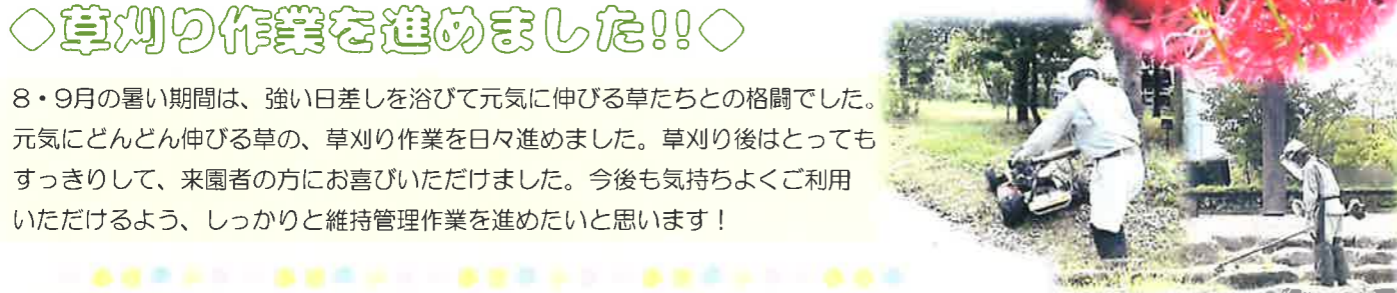 ◇草刈り作業を進めました!!◇
8・9月の暑い期間は、強い日差しを浴びて元気に伸びる草たちとの格闘でした。
元気にどんどん伸びる草の、草刈り作業を日々進めました。草刈り後はとっても
すっきりして、来園者の方にお喜びいただけました。今後も気持ちよくご利用
いただけるよう、しっかりと維持管理作業を進めたいと思います！